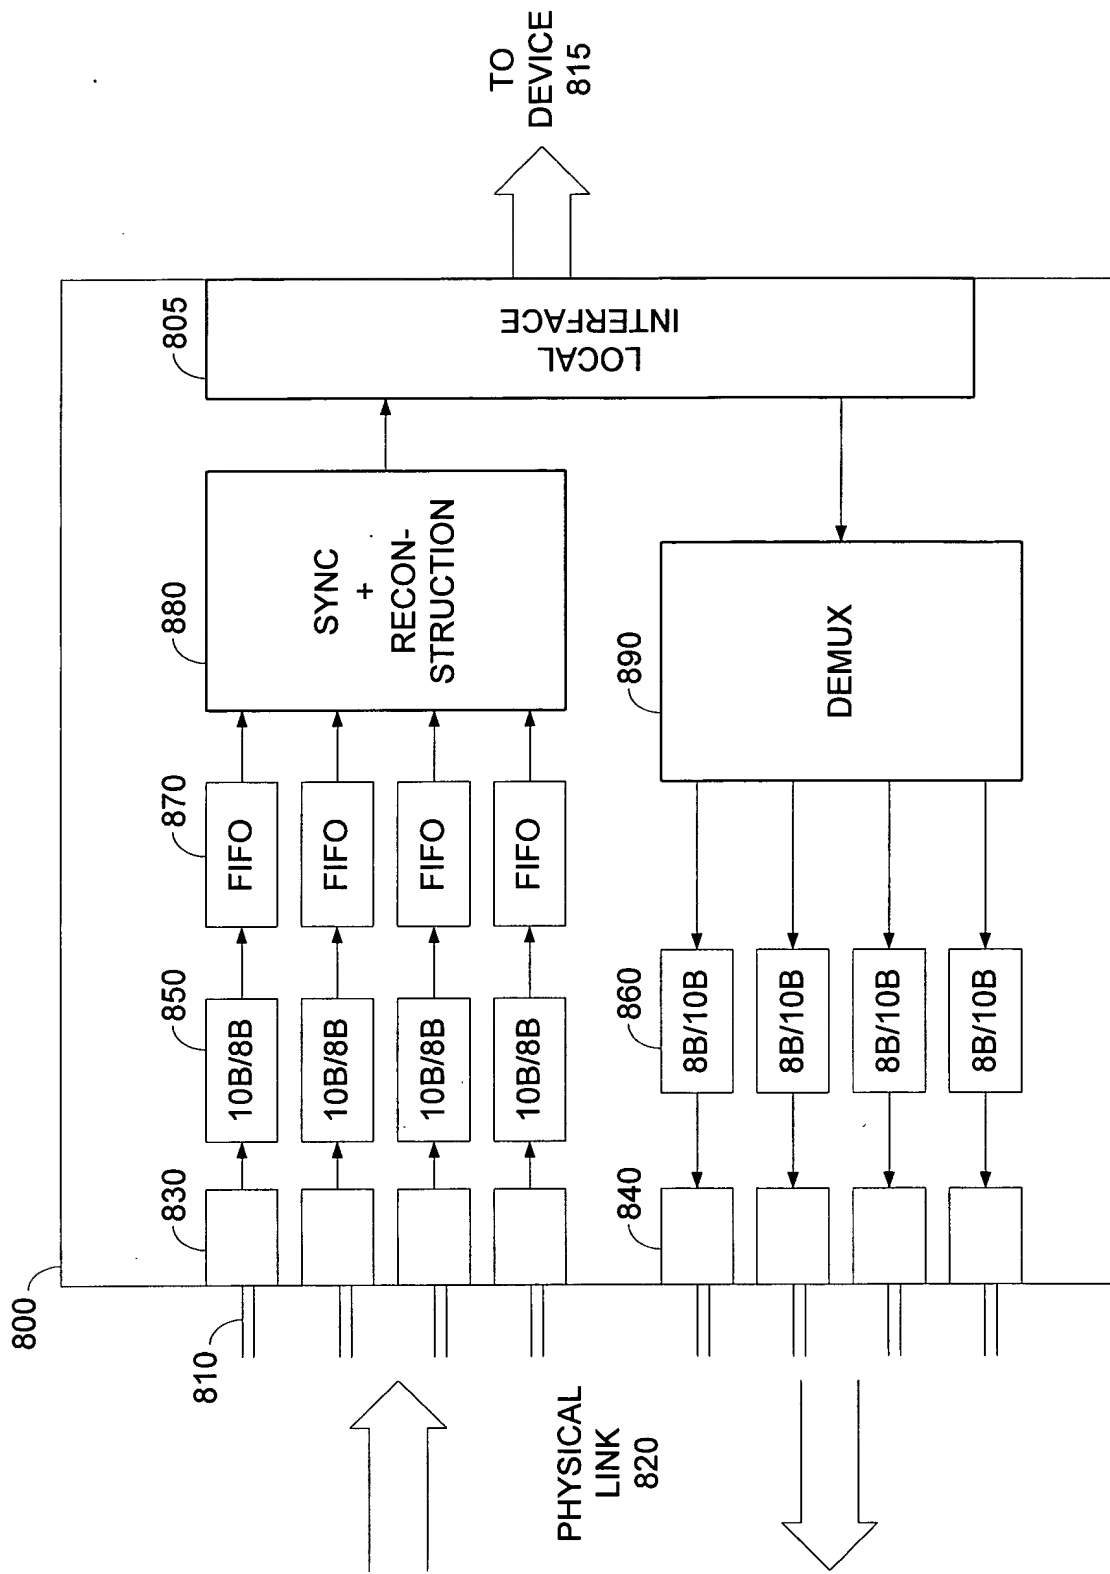 800
810
830
850
870
880
805
10B/8B
FIFO
10B/8B
FIFO
10B/8B
FIFO
10B/8B
FIFO
SYNC
+
RECON-
STRUCTION
LOCAL
INTERFACE
TO
DEVICE
815
PHYSICAL
LINK
820
840
860
890
8B/10B
8B/10B
8B/10B
8B/10B
DEMUX